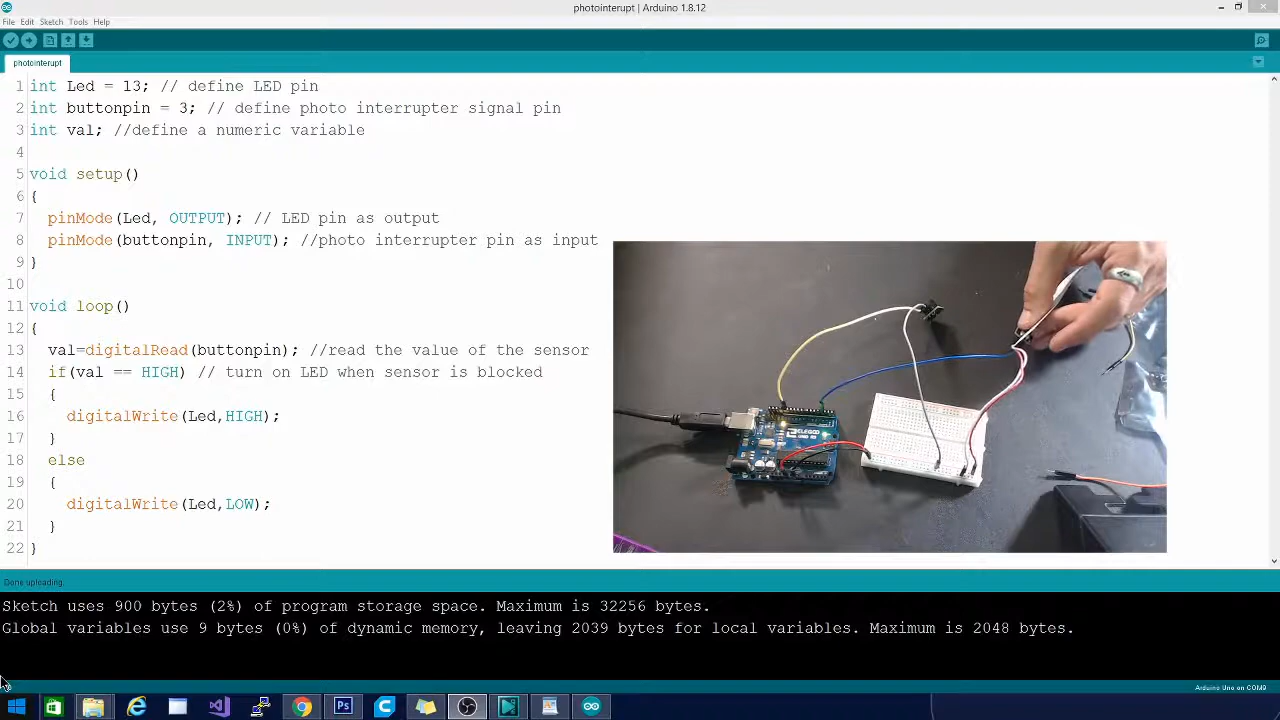 photointerupt | Arduino 1.8.12
File Edit Sketch Tools Help
photointerrupt
1 int Led = 13; // define LED pin
2 int buttonpin = 3; // define photo interrupter signal pin
3 int val; //define a numeric variable
4
5 void setup()
6 {
7 pinMode(Led, OUTPUT); // LED pin as output
8 pinMode(buttonpin, INPUT); //photo interrupter pin as input
9 }
10
11 void loop()
12 {
13 val=digitalRead(buttonpin); //read the value of the sensor
14 if(val == HIGH) // turn on LED when sensor is blocked
15 {
16 digitalWrite(Led,HIGH);
17 }
18 else
19 {
20 digitalWrite(Led,LOW);
21 }
22 }
ELEGOO
UNO R3
Done uploading.
Sketch uses 900 bytes (2%) of program storage space. Maximum is 32256 bytes.
Global variables use 9 bytes (0%) of dynamic memory, leaving 2039 bytes for local variables. Maximum is 2048 bytes.
Arduino Uno on COM9
Ps